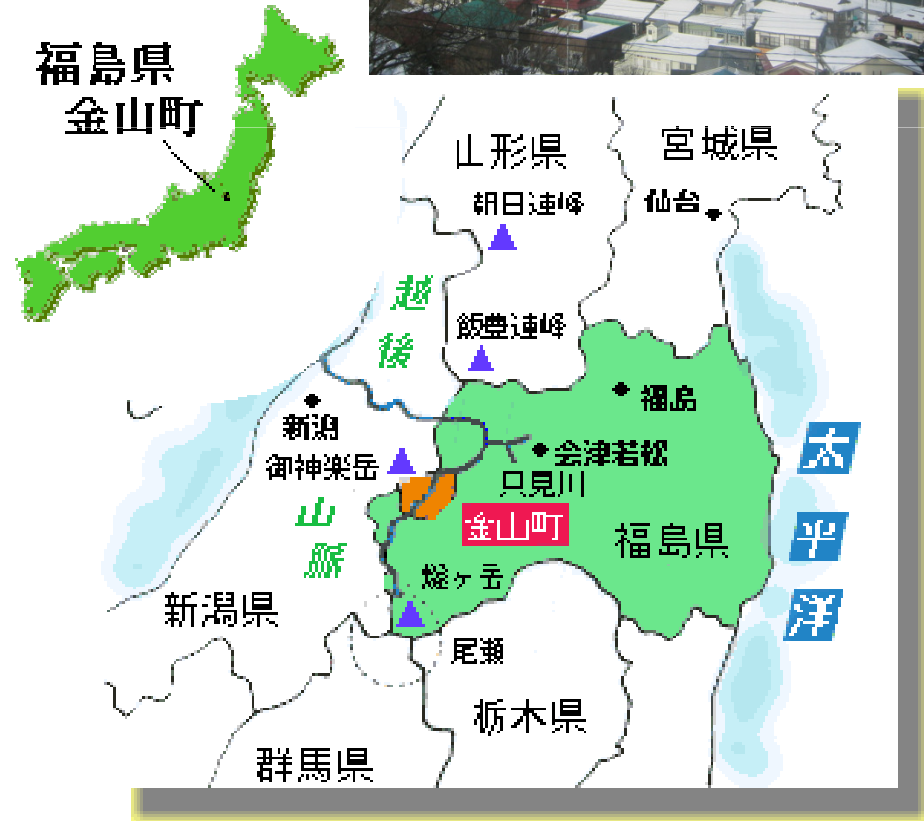 福島県
金山町
山形県
宮城県
朝日連峰
仙台
越後
飯豊連峰
福島
新潟
会津若松
御神楽岳
只見川
太平洋
山脈
金山町
福島県
燧ヶ岳
新潟県
尾瀬
栃木県
群馬県